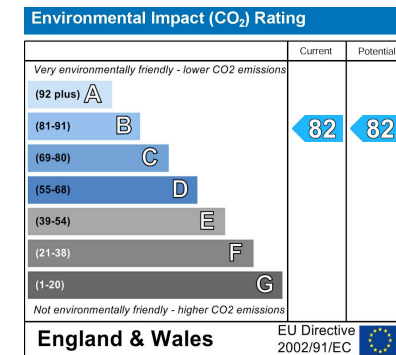 Environmental Impact (CO₂) Rating
Current Potential
Very environmentally friendly - lower CO2 emissions
(92 plus) A
(81-91) B
82 82
(69-80) C
(55-68) D
(39-54) E
(21-38) F
(1-20) G
Not environmentally friendly - higher CO2 emissions
England & Wales
EU Directive
2002/91/EC